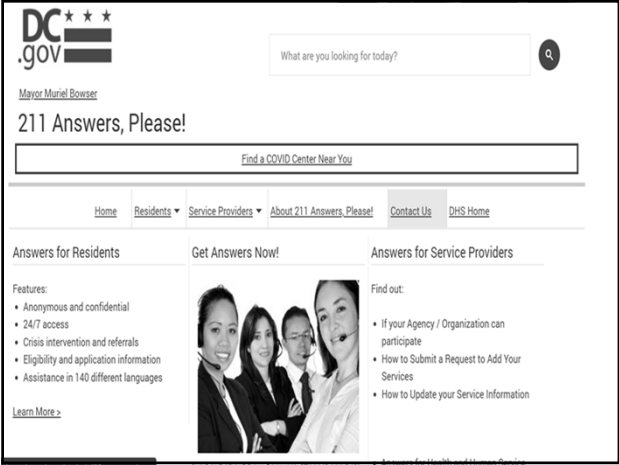 DC
.gov
What are you looking for today?
Mayor Muriel Bowser
211 Answers, Please!
Find a COVID Center Near You
Home Residents Service Providers About 211 Answers, Please! Contact Us DHS Home
Answers for Residents
Features:
• Anonymous and confidential
• 24/7 access
• Crisis intervention and referrals
• Eligibility and application information
• Assistance in 140 different languages
Learn More >
Get Answers Now!
Answers for Service Providers
Find out:
• If your Agency / Organization can
participate
• How to Submit a Request to Add Your
Services
• How to Update your Service Information